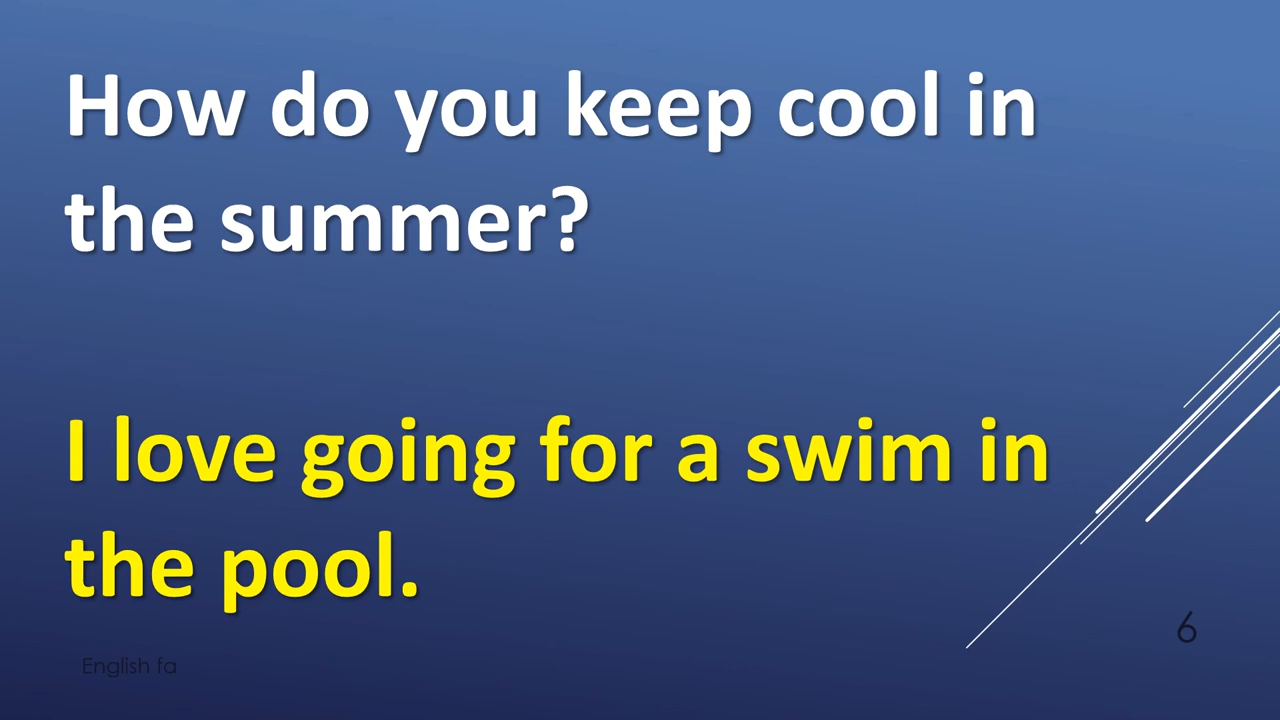 How do you keep cool in
the summer?
I love going for a swim in
the pool.
6
English fa